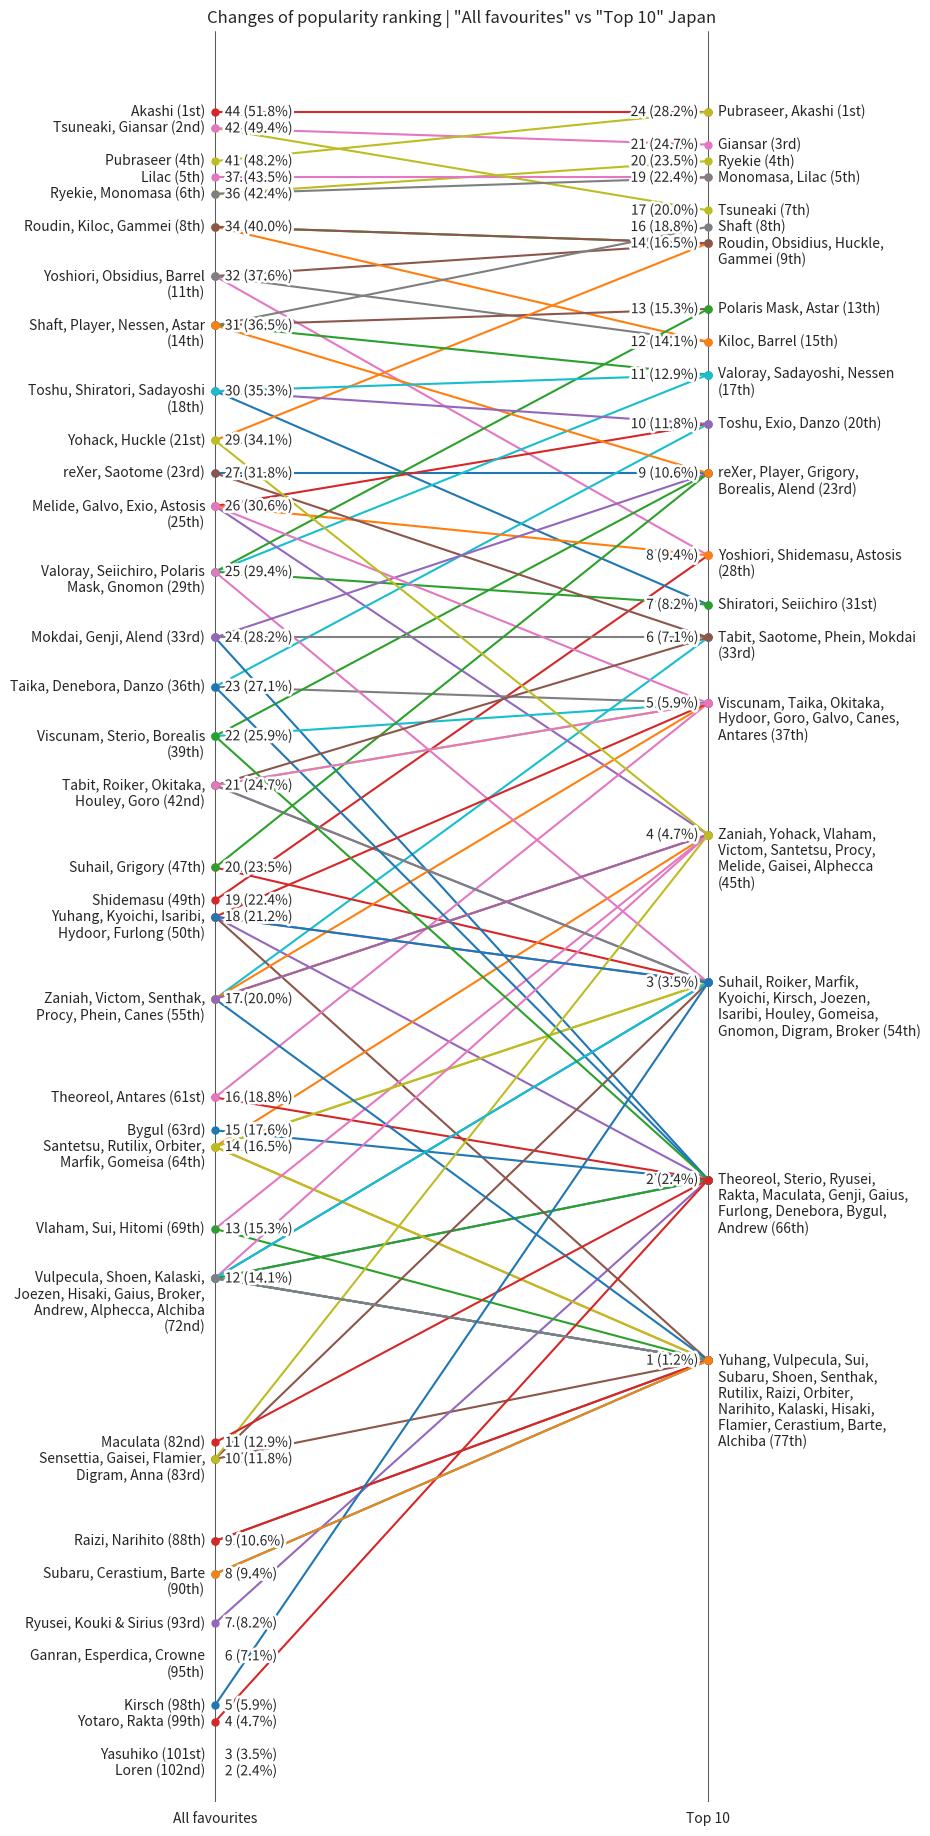 Changes of popularity ranking | "All favourites" vs "Top 10" Japan
Akashi (1st)
44 (51.8%)
Tsuneaki, Giansar (2nd)
42 (49.4%)
Pubraseer (4th)
41 (48.2%)
Lilac (5th)
37 (43.5%)
Ryekie, Monomasa (6th)
36 (42.4%)
Roudin, Kiloc, Gammei (8th)
34 (40.0%)
Yoshiori, Obsidius, Barrel
(11th)
32 (37.6%)
Shaft, Player, Nessen, Astar
(14th)
31 (36.5%)
Toshu, Shiratori, Sadayoshi
(18th)
30 (35.3%)
Yohack, Huckle (21st)
29 (34.1%)
reXer, Saotome (23rd)
27 (31.8%)
Melide, Galvo, Exio, Astosis
(25th)
26 (30.6%)
Valoray, Seiichiro, Polaris
Mask, Gnomon (29th)
25 (29.4%)
Mokdai, Genji, Alend (33rd)
24 (28.2%)
Taika, Denebora, Danzo (36th)
23 (27.1%)
Viscunam, Sterio, Borealis
(39th)
22 (25.9%)
Tabit, Roiker, Okitaka,
Houley, Goro (42nd)
21 (24.7%)
Suhail, Grigory (47th)
20 (23.5%)
Shidemasu (49th)
19 (22.4%)
Yuhang, Kyoichi, Isaribi,
Hydoor, Furlong (50th)
18 (21.2%)
Zaniah, Victom, Senthak,
Procy, Phein, Canes (55th)
17 (20.0%)
Theoreol, Antares (61st)
16 (18.8%)
Bygul (63rd)
15 (17.6%)
Santetsu, Rutilix, Orbiter,
Marfik, Gomeisa (64th)
14 (16.5%)
Vlaham, Sui, Hitomi (69th)
13 (15.3%)
Vulpecula, Shoen, Kalaski,
Joezen, Hisaki, Gaius, Broker,
Andrew, Alphecca, Alchiba
(72nd)
12 (14.1%)
Maculata (82nd)
11 (12.9%)
Sensettia, Gaisei, Flamier,
Digram, Anna (83rd)
10 (11.8%)
Raizi, Narihito (88th)
9 (10.6%)
Subaru, Cerastium, Barte
(90th)
8 (9.4%)
Ryusei, Kouki & Sirius (93rd)
7 (8.2%)
Ganran, Esperdica, Crowne
(95th)
6 (7.1%)
Kirsch (98th)
5 (5.9%)
Yotaro, Rakta (99th)
4 (4.7%)
Yasuhiko (101st)
3 (3.5%)
Loren (102nd)
2 (2.4%)
24 (28.2%)
Pubraseer, Akashi (1st)
21 (24.7%)
Giansar (3rd)
20 (23.5%)
Ryekie (4th)
19 (22.4%)
Monomasa, Lilac (5th)
17 (20.0%)
Tsuneaki (7th)
16 (18.8%)
Shaft (8th)
14 (16.5%)
Roudin, Obsidius, Huckle,
Gammei (9th)
13 (15.3%)
Polaris Mask, Astar (13th)
12 (14.1%)
Kiloc, Barrel (15th)
11 (12.9%)
Valoray, Sadayoshi, Nessen
(17th)
10 (11.8%)
Toshu, Exio, Danzo (20th)
9 (10.6%)
reXer, Player, Grigory,
Borealis, Alend (23rd)
8 (9.4%)
Yoshiori, Shidemasu, Astosis
(28th)
7 (8.2%)
Shiratori, Seiichiro (31st)
6 (7.1%)
Tabit, Saotome, Phein, Mokdai
(33rd)
5 (5.9%)
Viscunam, Taika, Okitaka,
Hydoor, Goro, Galvo, Canes,
Antares (37th)
4 (4.7%)
Zaniah, Yohack, Vlaham,
Victom, Santetsu, Procy,
Melide, Gaisei, Alphecca
(45th)
3 (3.5%)
Suhail, Roiker, Marfik,
Kyoichi, Kirsch, Joezen,
Isaribi, Houley, Gomeisa,
Gnomon, Digram, Broker (54th)
2 (2.4%)
Theoreol, Sterio, Ryusei,
Rakta, Maculata, Genji, Gaius,
Furlong, Denebora, Bygul,
Andrew (66th)
1 (1.2%)
Yuhang, Vulpecula, Sui,
Subaru, Shoen, Senthak,
Rutilix, Raizi, Orbiter,
Narihito, Kalaski, Hisaki,
Flamier, Cerastium, Barte,
Alchiba (77th)
All favourites
Top 10